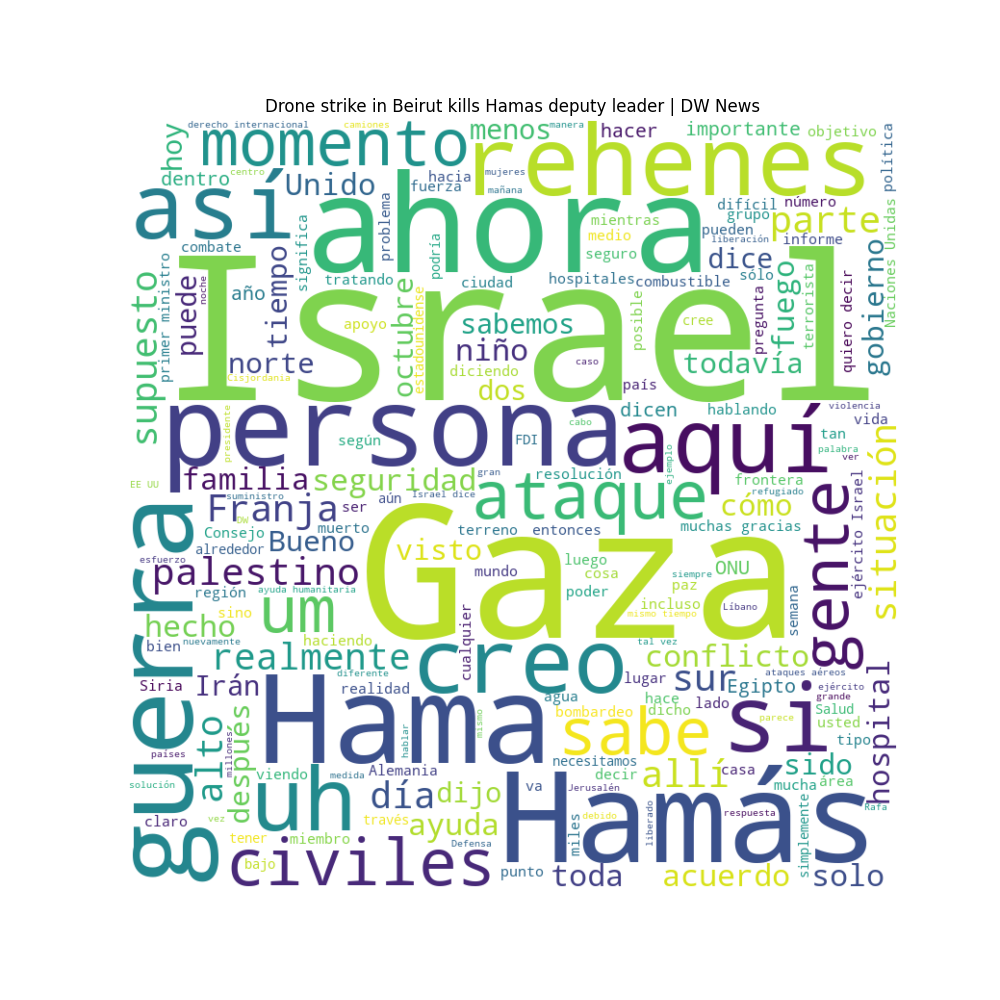 Drone strike in Beirut kills Hamas deputy leader | DW News
derecho internacional
camiones
manera
hoy
momento
menos
hacer
importante
objetivo
dentro
centro
Unido
hacia
fuerza
rehenes
mujeres
mañana
política
así
ahora
difícil
número
grupo
parte
combate
significa
problema
podría
mientras
medio
seguro
pueden
liberación
informe
dice
sólo
Naciones Unidas
puede
noche
año
tiempo
tratando
ciudad
hospitales
combustible
pregunta
fuego
terrorista
quiero decir
gobierno
supuesto
primer ministro
Israel
octubre
estadounidense
apoyo
sabemos
posible
cree
norte
Cisjordania
niño
diciendo
dos
caso
país
todavía
persona
presidente
según
FDI
cabo
dicen
hablando
aquí
violencia
vida
tan
palabra
ver
EE UU
familia
seguridad
gran
resolución
ejemplo
frontera
refugiado
situación
suministro
DW
Franja
ser
aún
Israel dice
ataque
cómo
gente
ejército Israel
guerra
Consejo
muerto
terreno
entonces
muchas gracias
alrededor
Bueno
visto
Gaza
luego
ONU
esfuerzo
palestino
mundo
cosa
siempre
paz
región
ayuda humanitaria
poder
incluso
Líbano
semana
sino
um
mismo tiempo
hecho
haciendo
cualquier
tal vez
bien
nuevamente
realmente
creo
conflicto
ataques aéreos
diferente
lugar
sur
Siria
Irán
realidad
Egipto
ejército
agua
hace
lado
Salud
grande
alto
después
Hama
hablar
mismo
bombardeo
dicho
si
usted
hospital
países
millones
sabe
parece
tipo
viendo
medida
Alemania
necesitamos
decir
allí
casa
sido
mucha
área
solución
uh
día
dijo
va
Jerusalén
Hamás
Rafa
claro
vez
través
debido
respuesta
tener
miembro
ayuda
Defensa
miles
liberado
simplemente
bajo
civiles
punto
toda
acuerdo
solo